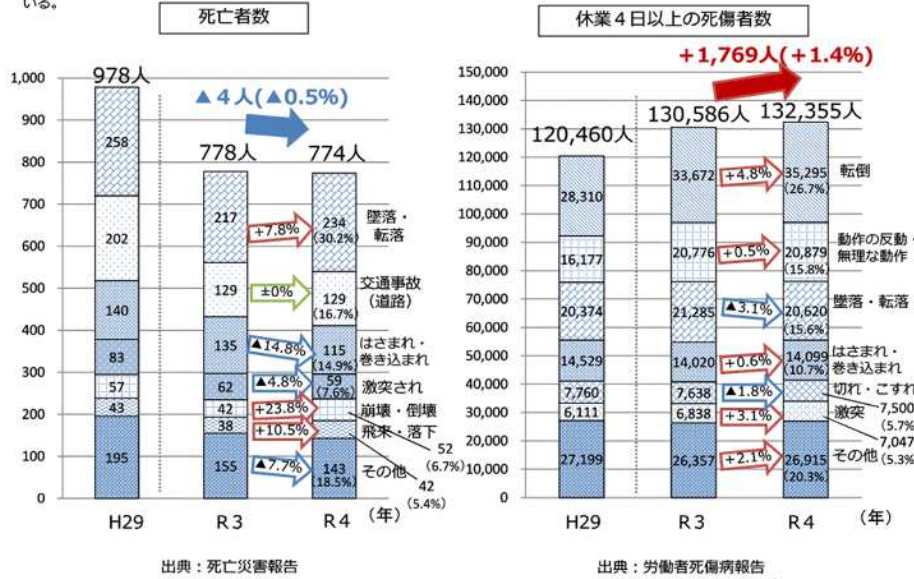 いる。
死亡者数
1,000
900
800
700
600
500
400
300
200
100
0
978人
▲4人(▲0.5%)
778人
774人
258
202
140
83
57
43
195
217
129
135
62
42
38
155
+7.8%
±0%
▲14.8%
▲4.8%
+23.8%
+10.5%
▲7.7%
234
(30.2%)
129
(16.7%)
115
(14.9%)
59
(7.6%)
143
(18.5%)
墜落・
転落
交通事故
(道路)
はさまれ・
巻き込まれ
激突され
崩壊・倒壊
飛来・落下
52
(6.7%)
その他
42
(5.4%)
H29
R3
R4
(年)
出典:死亡災害報告
休業4日以上の死傷者数
+1,769人(+1.4%)
150,000
140,000
130,000
120,000
110,000
100,000
90,000
80,000
70,000
60,000
50,000
40,000
30,000
20,000
10,000
0
120,460人
130,586人
132,355人
28,310
16,177
20,374
14,529
7,760
6,111
27,199
33,672
20,776
21,285
14,020
7,638
6,838
26,357
+4.8%
+0.5%
▲3.1%
+0.6%
▲1.8%
+3.1%
+2.1%
35,295
(26.7%)
20,879
(15.8%)
20,620
(15.6%)
14,099
(10.7%)
26,915
(20.3%)
転倒
動作の反動・
無理な動作
墜落・転落
はさまれ・
巻き込まれ
切れ・こすれ
7,500
(5.7%)
激突
7,047
(5.3%)
その他
H29
R3
R4
(年)
出典:労働者死傷病報告